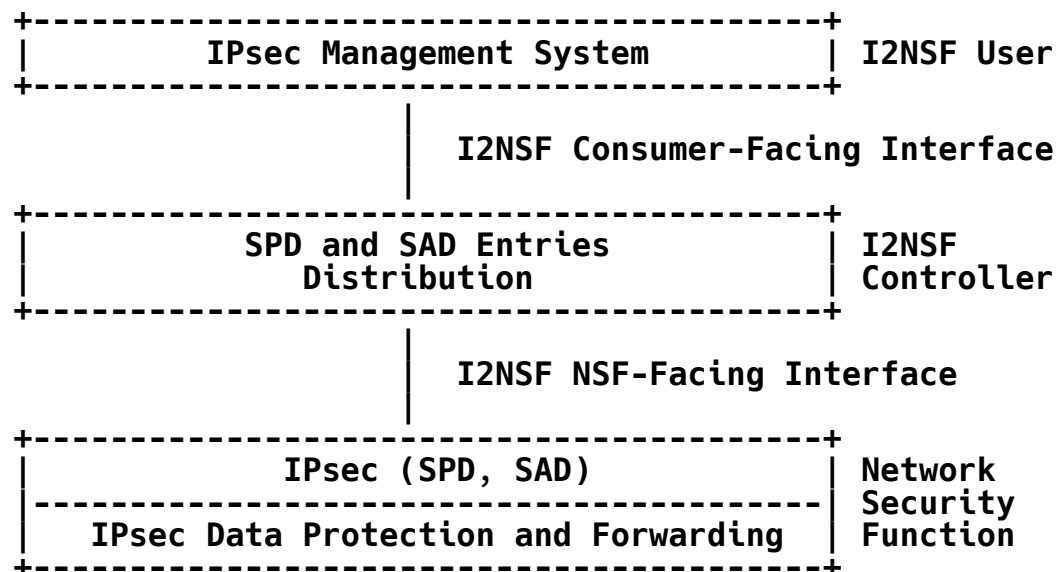 IPsec Management System I2NSF User
I2NSF Consumer-Facing Interface
SPD and SAD Entries I2NSF
Distribution Controller
I2NSF NSF-Facing Interface
IPsec (SPD, SAD) Network
Security
IPsec Data Protection and Forwarding Function